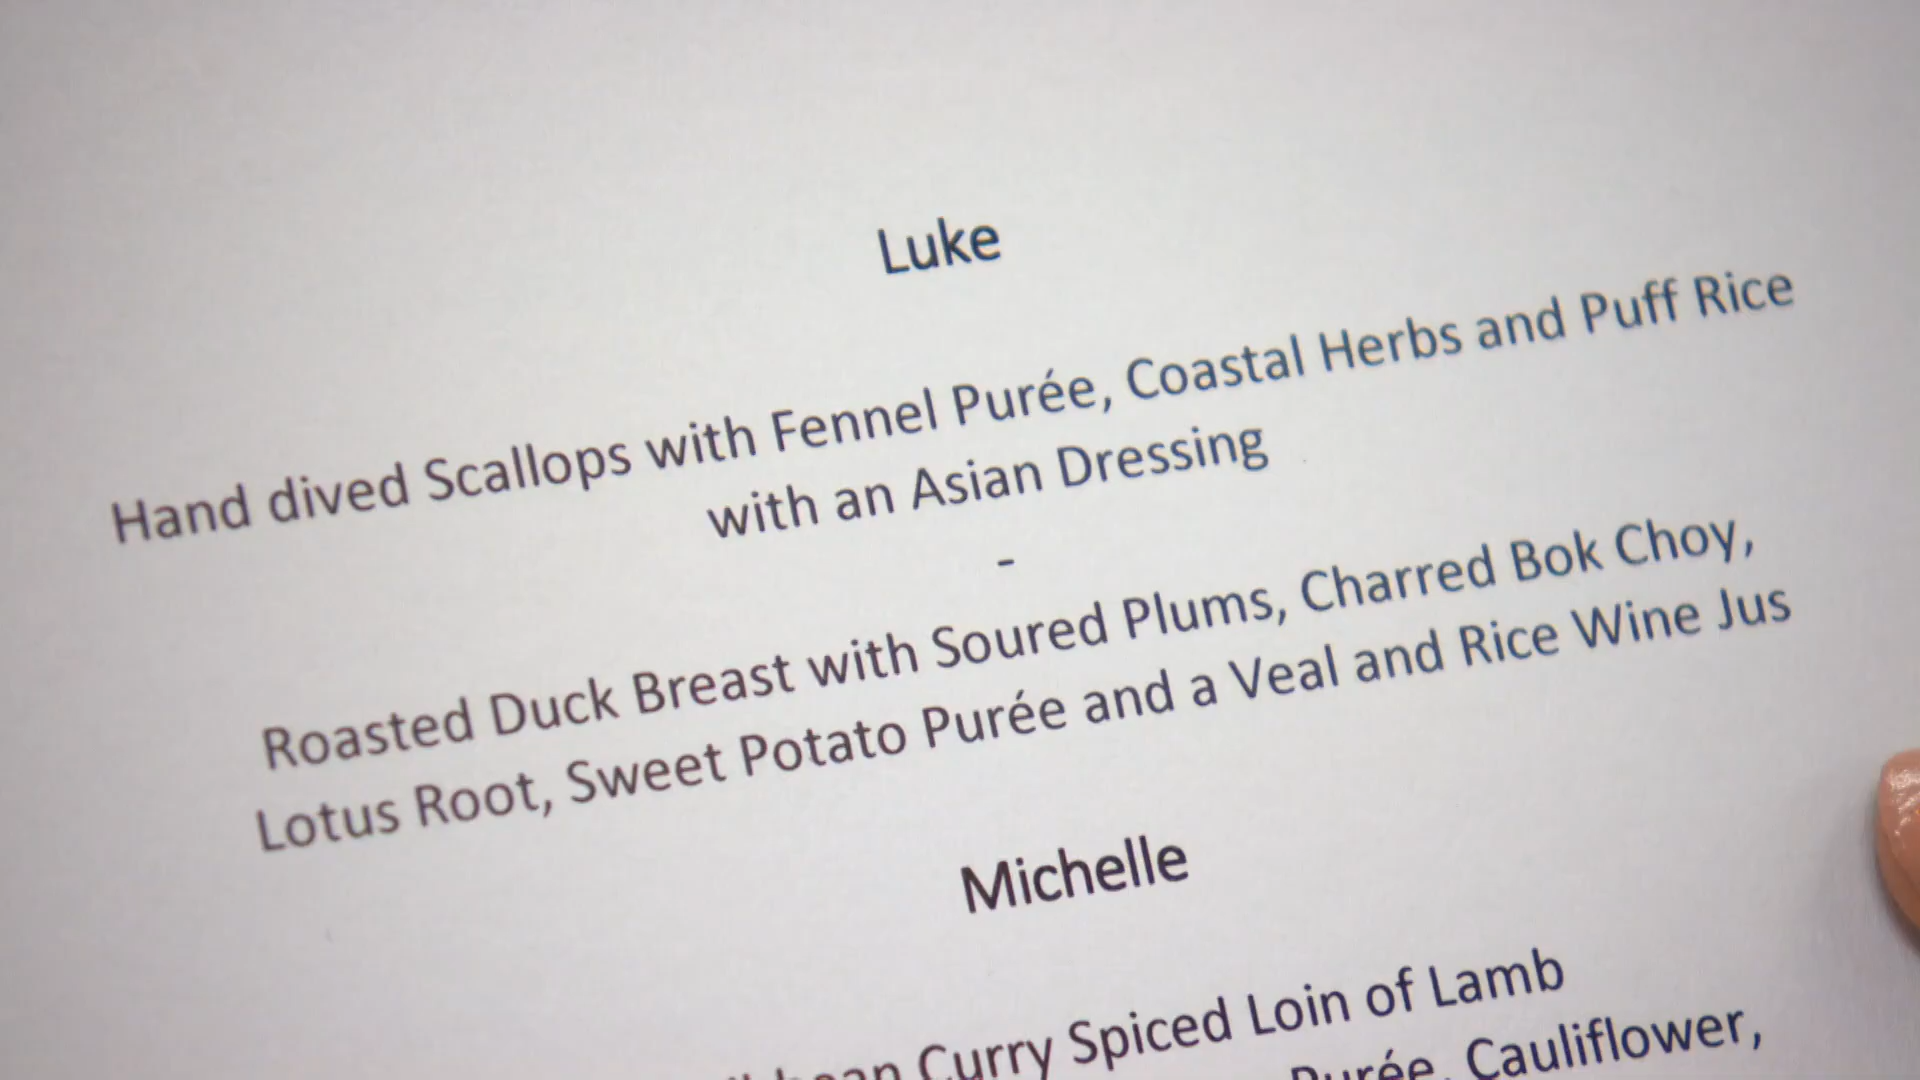 Luke
Hand dived Scallops with Fennel Purée, Coastal Herbs and Puff Rice
with an Asian Dressing
-
Roasted Duck Breast with Soured Plums, Charred Bok Choy,
Lotus Root, Sweet Potato Purée and a Veal and Rice Wine Jus
Michelle
Curry Spiced Loin of Lamb
Purée, Cauliflower,